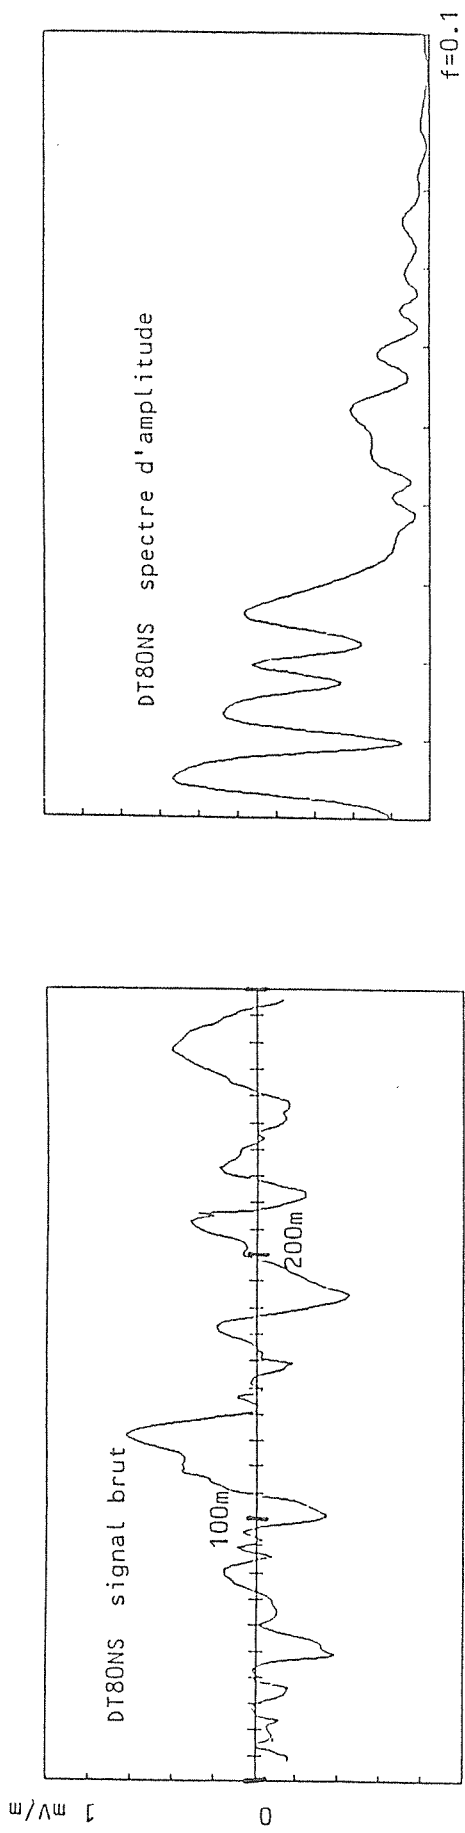 DT80NS signal brut
1 mV/m
0
100m
200m
DT80NS spectre d'amplitude
f=0.1